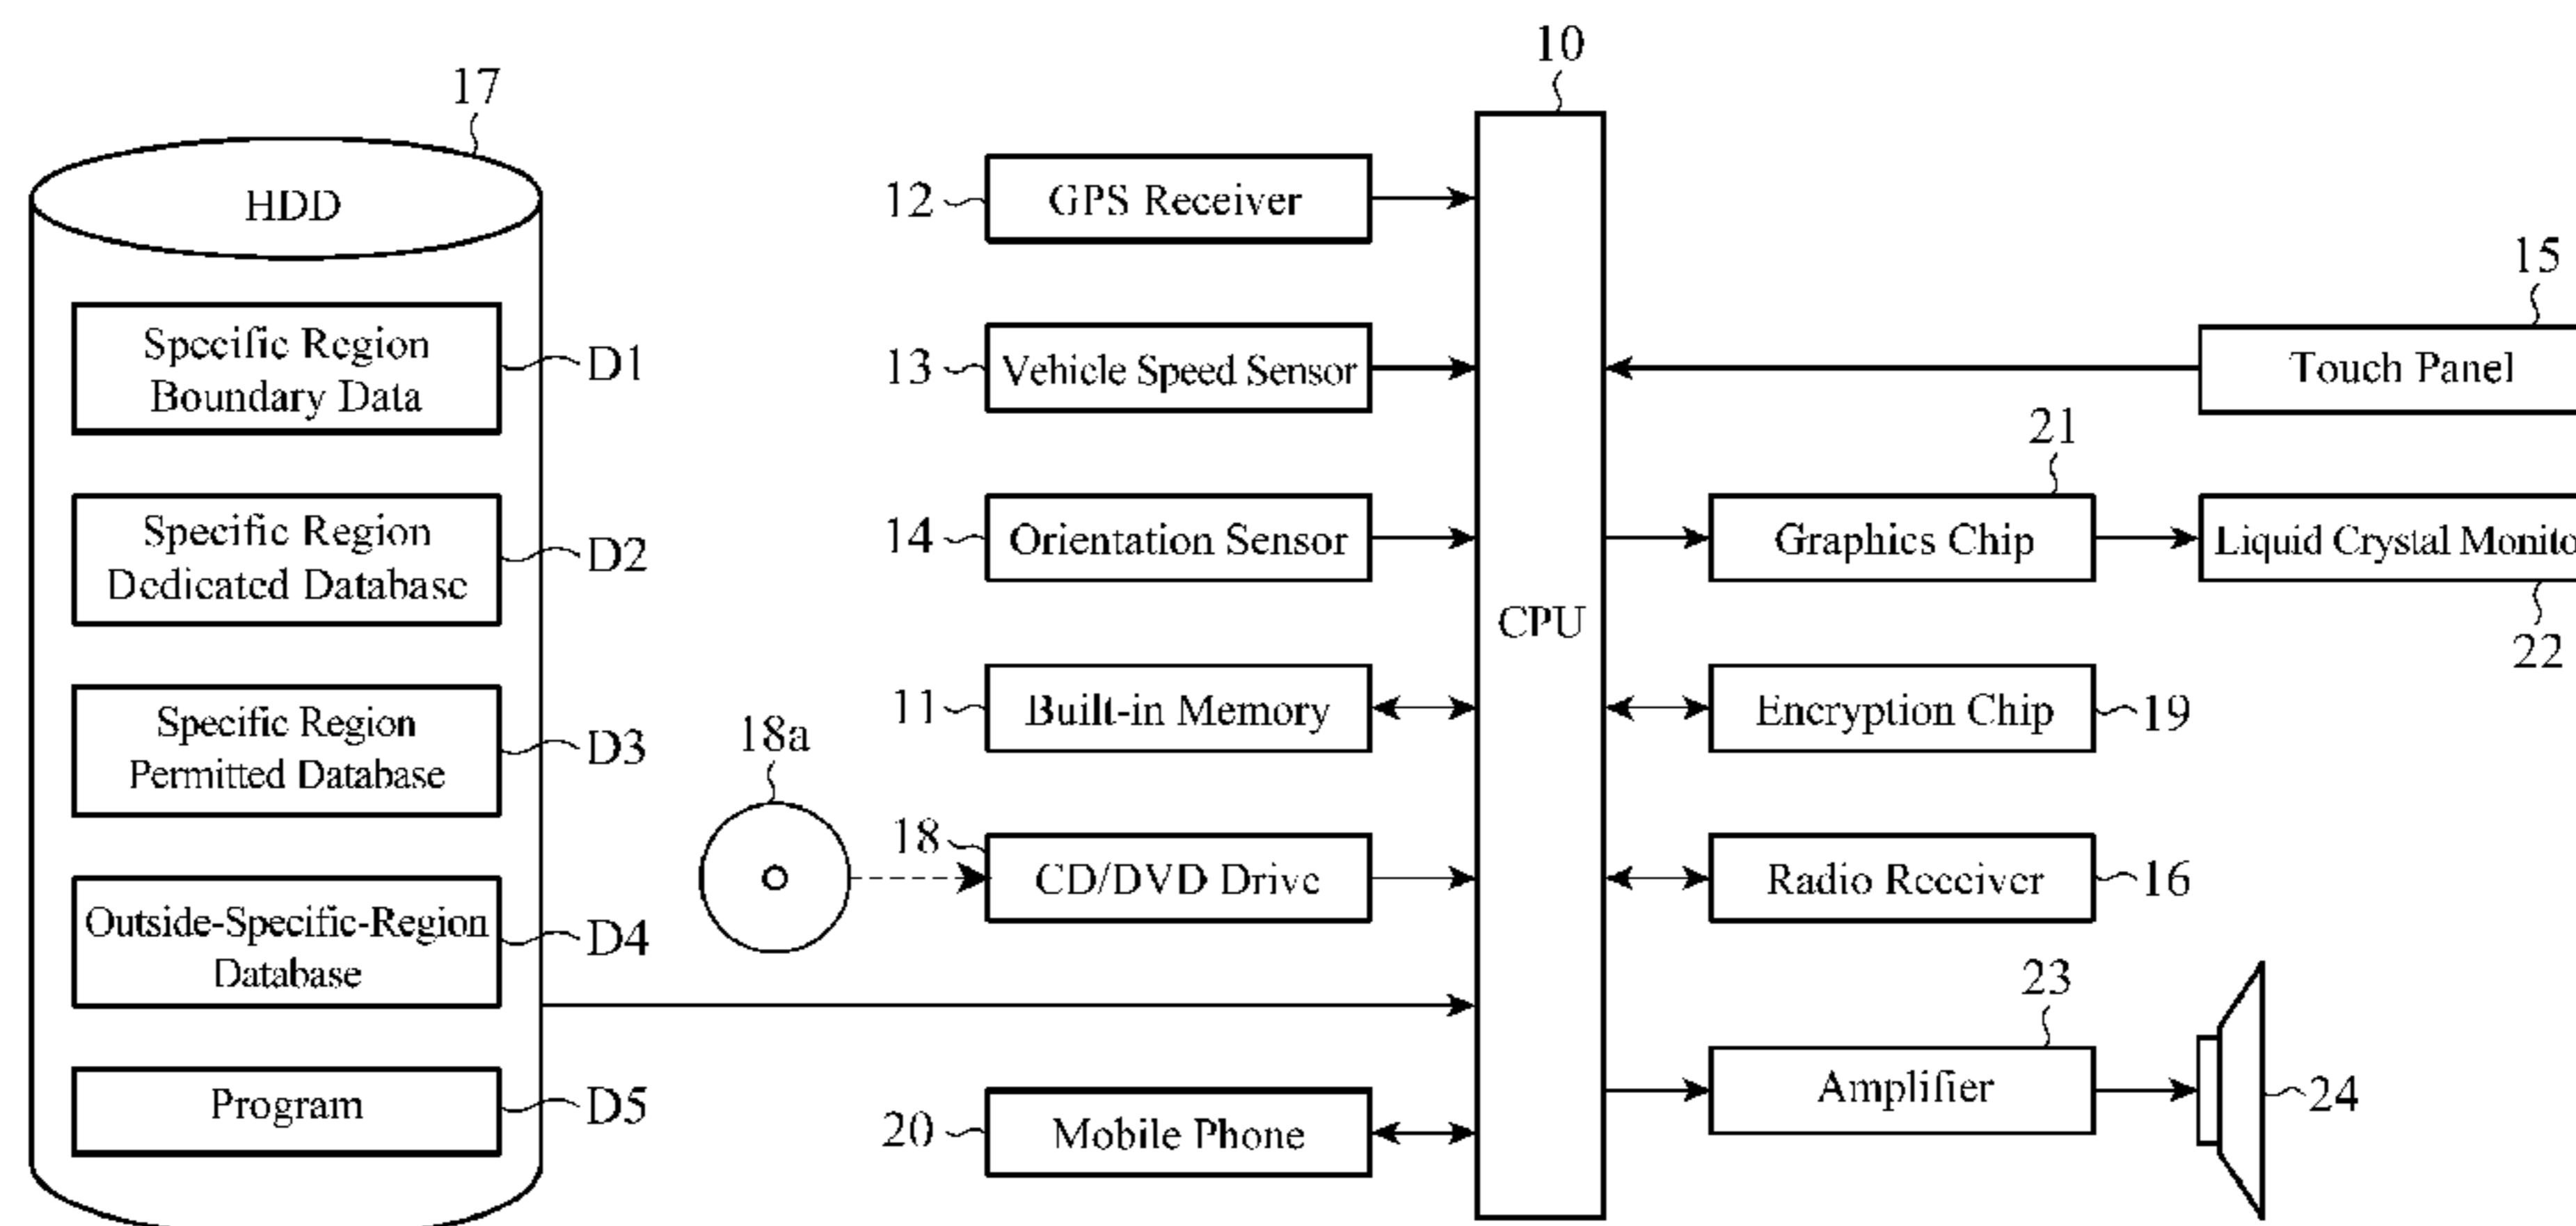 10
17
HDD
12
GPS Receiver
15
Specific Region
Boundary Data
D1
13
Vehicle Speed Sensor
Touch Panel
21
Specific Region
Dedicated Database
D2
14
Orientation Sensor
Graphics Chip
Liquid Crystal Monito
22
CPU
Specific Region
Permitted Database
D3
11
Built-in Memory
Encryption Chip
19
18a
18
CD/DVD Drive
Radio Receiver
16
Outside-Specific-Region
Database
D4
23
Program
D5
20
Mobile Phone
Amplifier
24